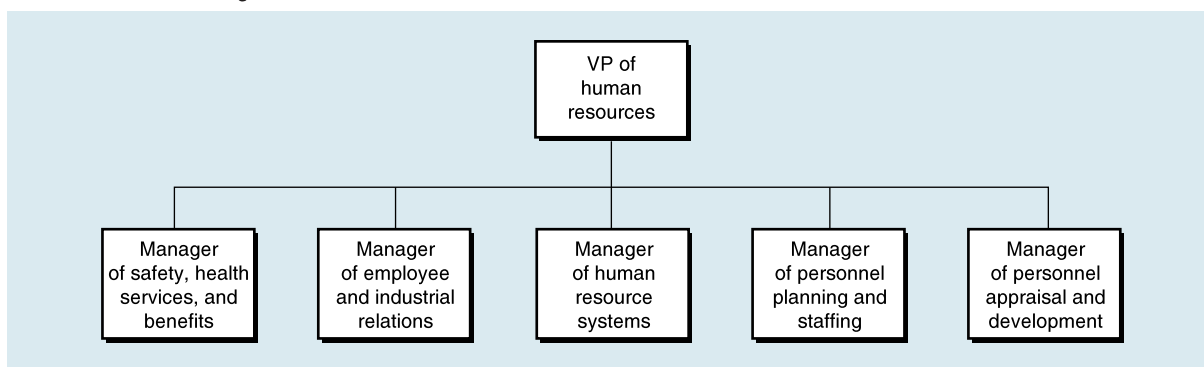 VP of
human
resources
Manager
of safety, health
services, and
benefits
Manager
of employee
and industrial
relations
Manager
of human
resource
systems
Manager
of personnel
planning and
staffing
Manager
of personnel
appraisal and
development